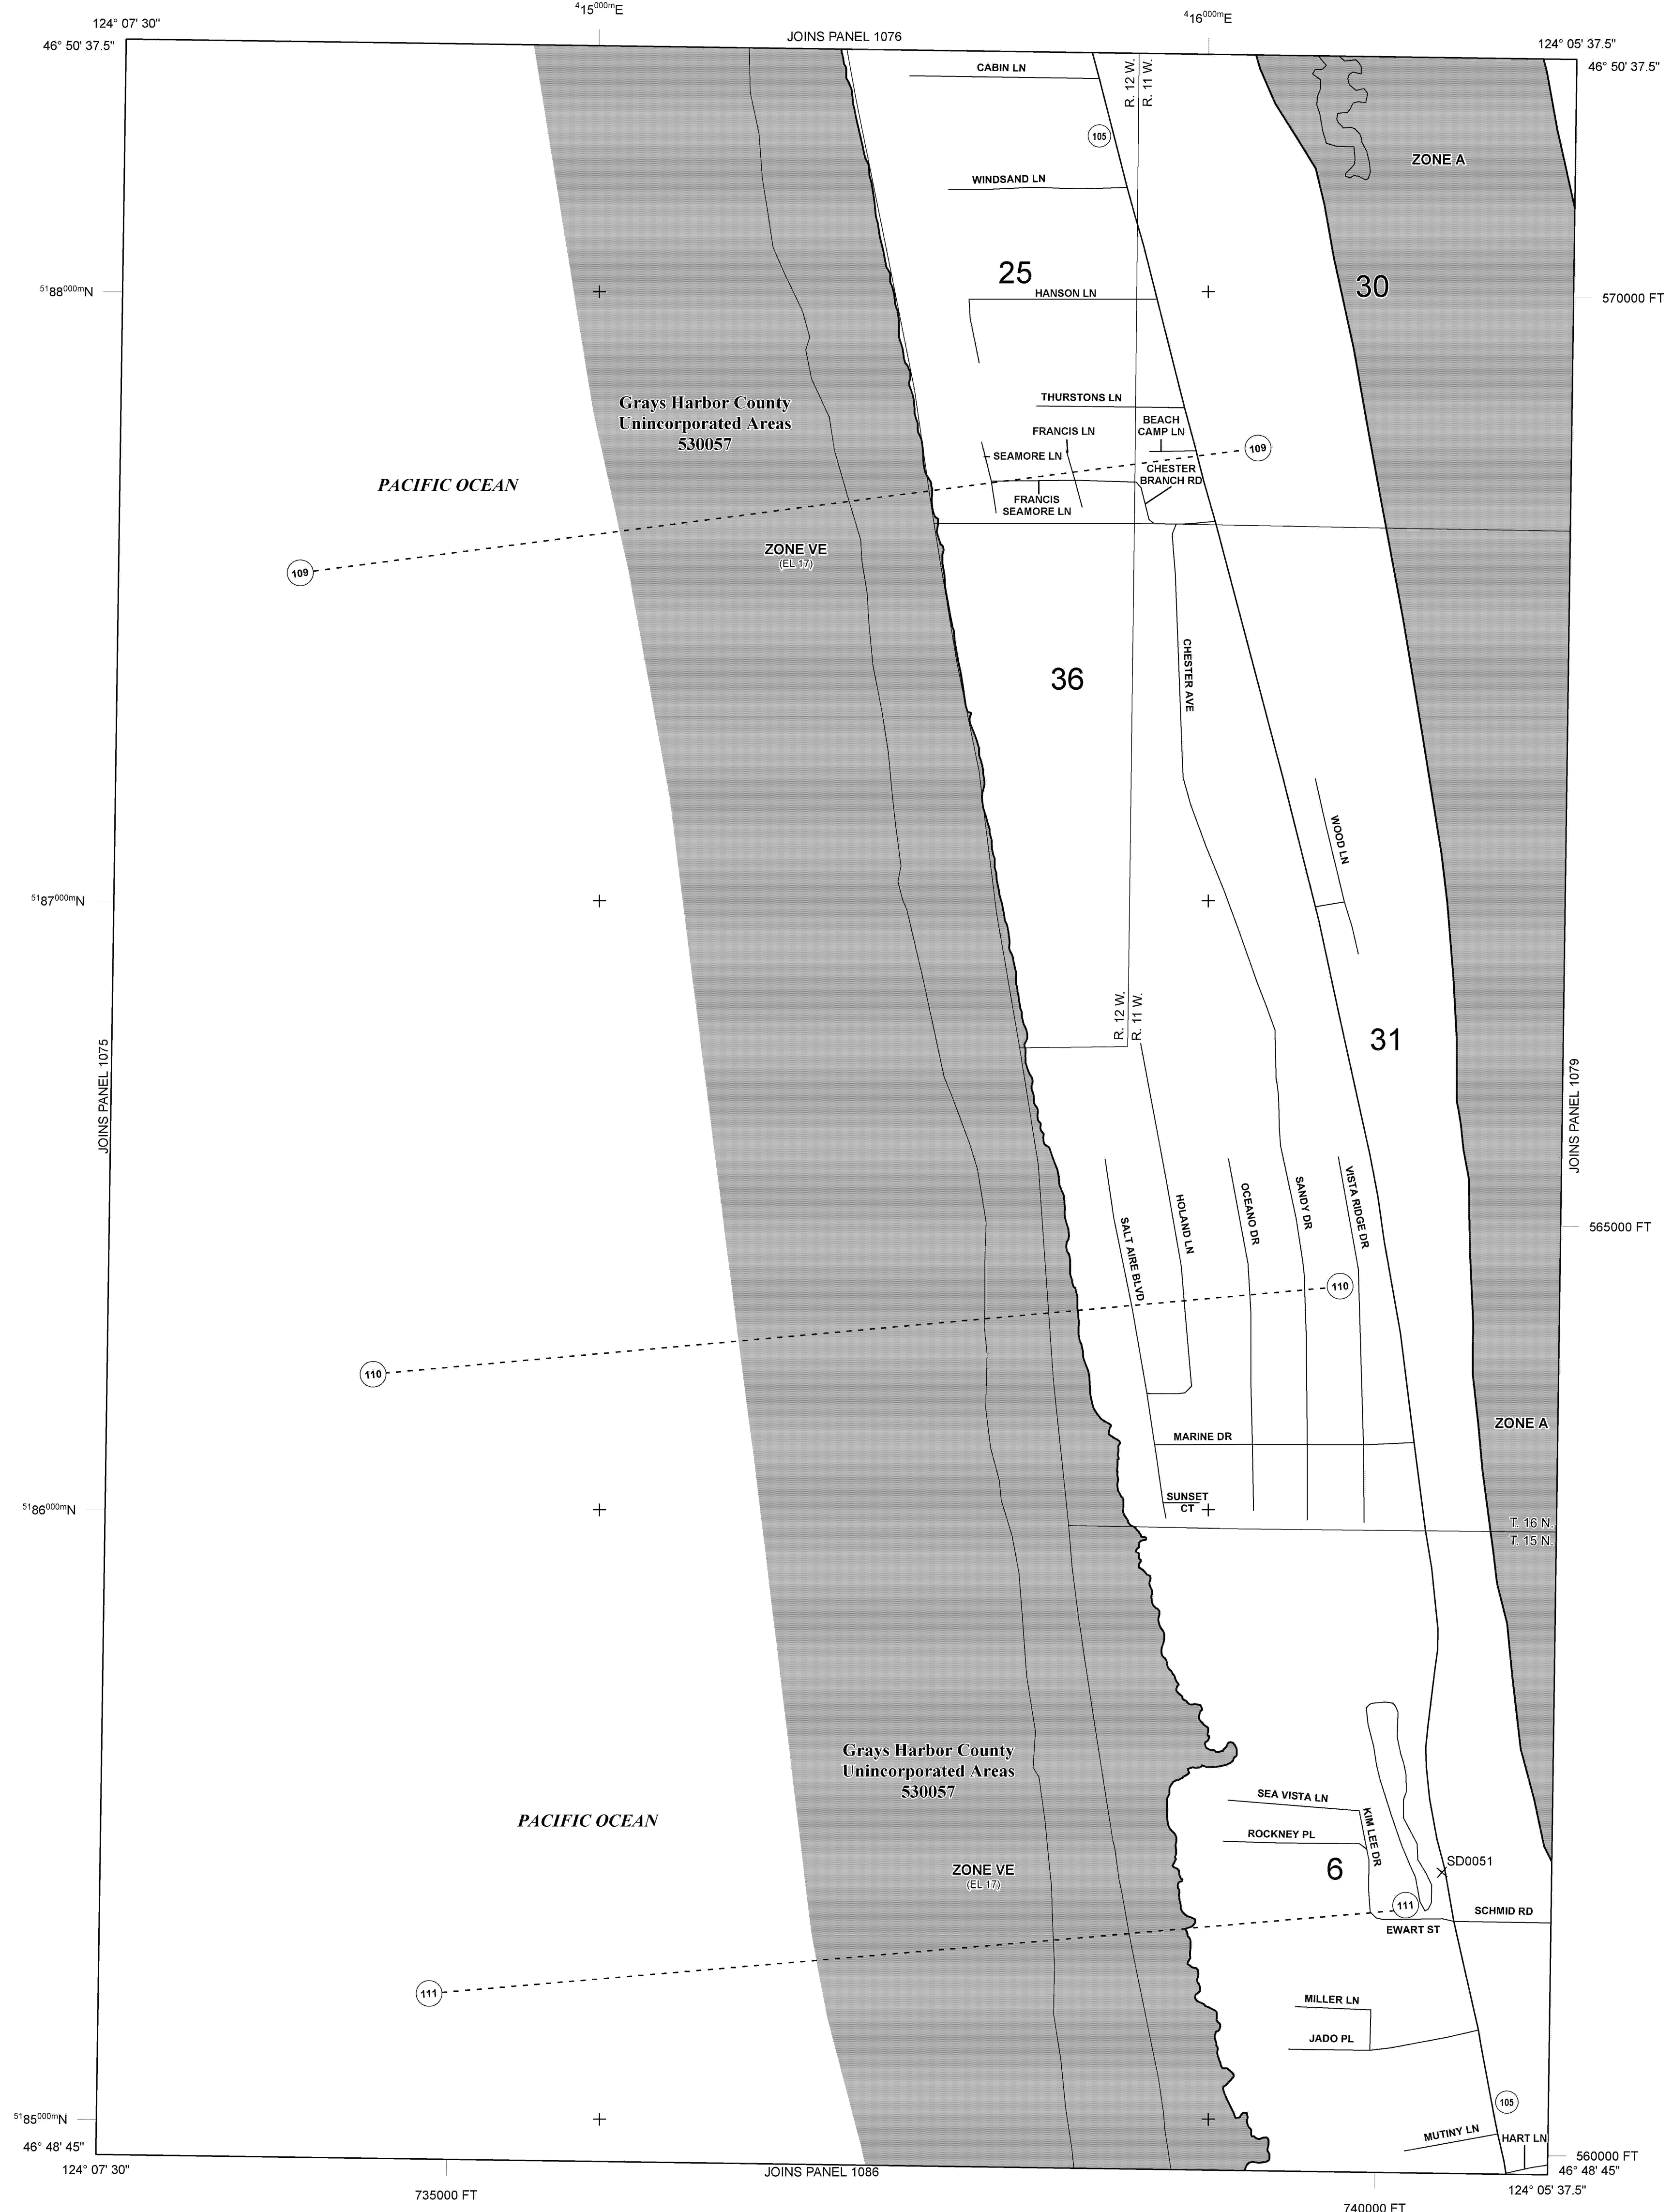 415000mE
416000mE
124° 07' 30"
JOINS PANEL 1076
124° 05' 37.5"
46° 50' 37.5"
46° 50' 37.5"
CABIN LN
R. 12 W.
R. 11 W.
105
ZONE A
WINDSAND LN
25
30
5188000mN
HANSON LN
570000 FT
THURSTONS LN
Grays Harbor County
Unincorporated Areas
530057
BEACH
CAMP LN
FRANCIS LN
109
SEAMORE LN
CHESTER
BRANCH RD
PACIFIC OCEAN
FRANCIS
SEAMORE LN
ZONE VE
(EL 17)
109
CHESTER AVE
36
WOOD LN
5187000mN
R. 12 W.
R. 11 W.
31
JOINS PANEL 1075
JOINS PANEL 1079
SALT AIRE BLVD
HOLAND LN
OCEANO DR
SANDY DR
VISTA RIDGE DR
565000 FT
110
110
ZONE A
MARINE DR
SUNSET
CT
5186000mN
T. 16 N.
T. 15 N.
Grays Harbor County
Unincorporated Areas
530057
SEA VISTA LN
PACIFIC OCEAN
ROCKNEY PL
KIM LEE DR
SD0051
ZONE VE
(EL 17)
6
111
SCHMID RD
EWART ST
111
MILLER LN
JADO PL
105
5185000mN
MUTINY LN
HART LN
46° 48' 45"
560000 FT
124° 07' 30"
JOINS PANEL 1086
46° 48' 45"
124° 05' 37.5"
735000 FT
740000 FT